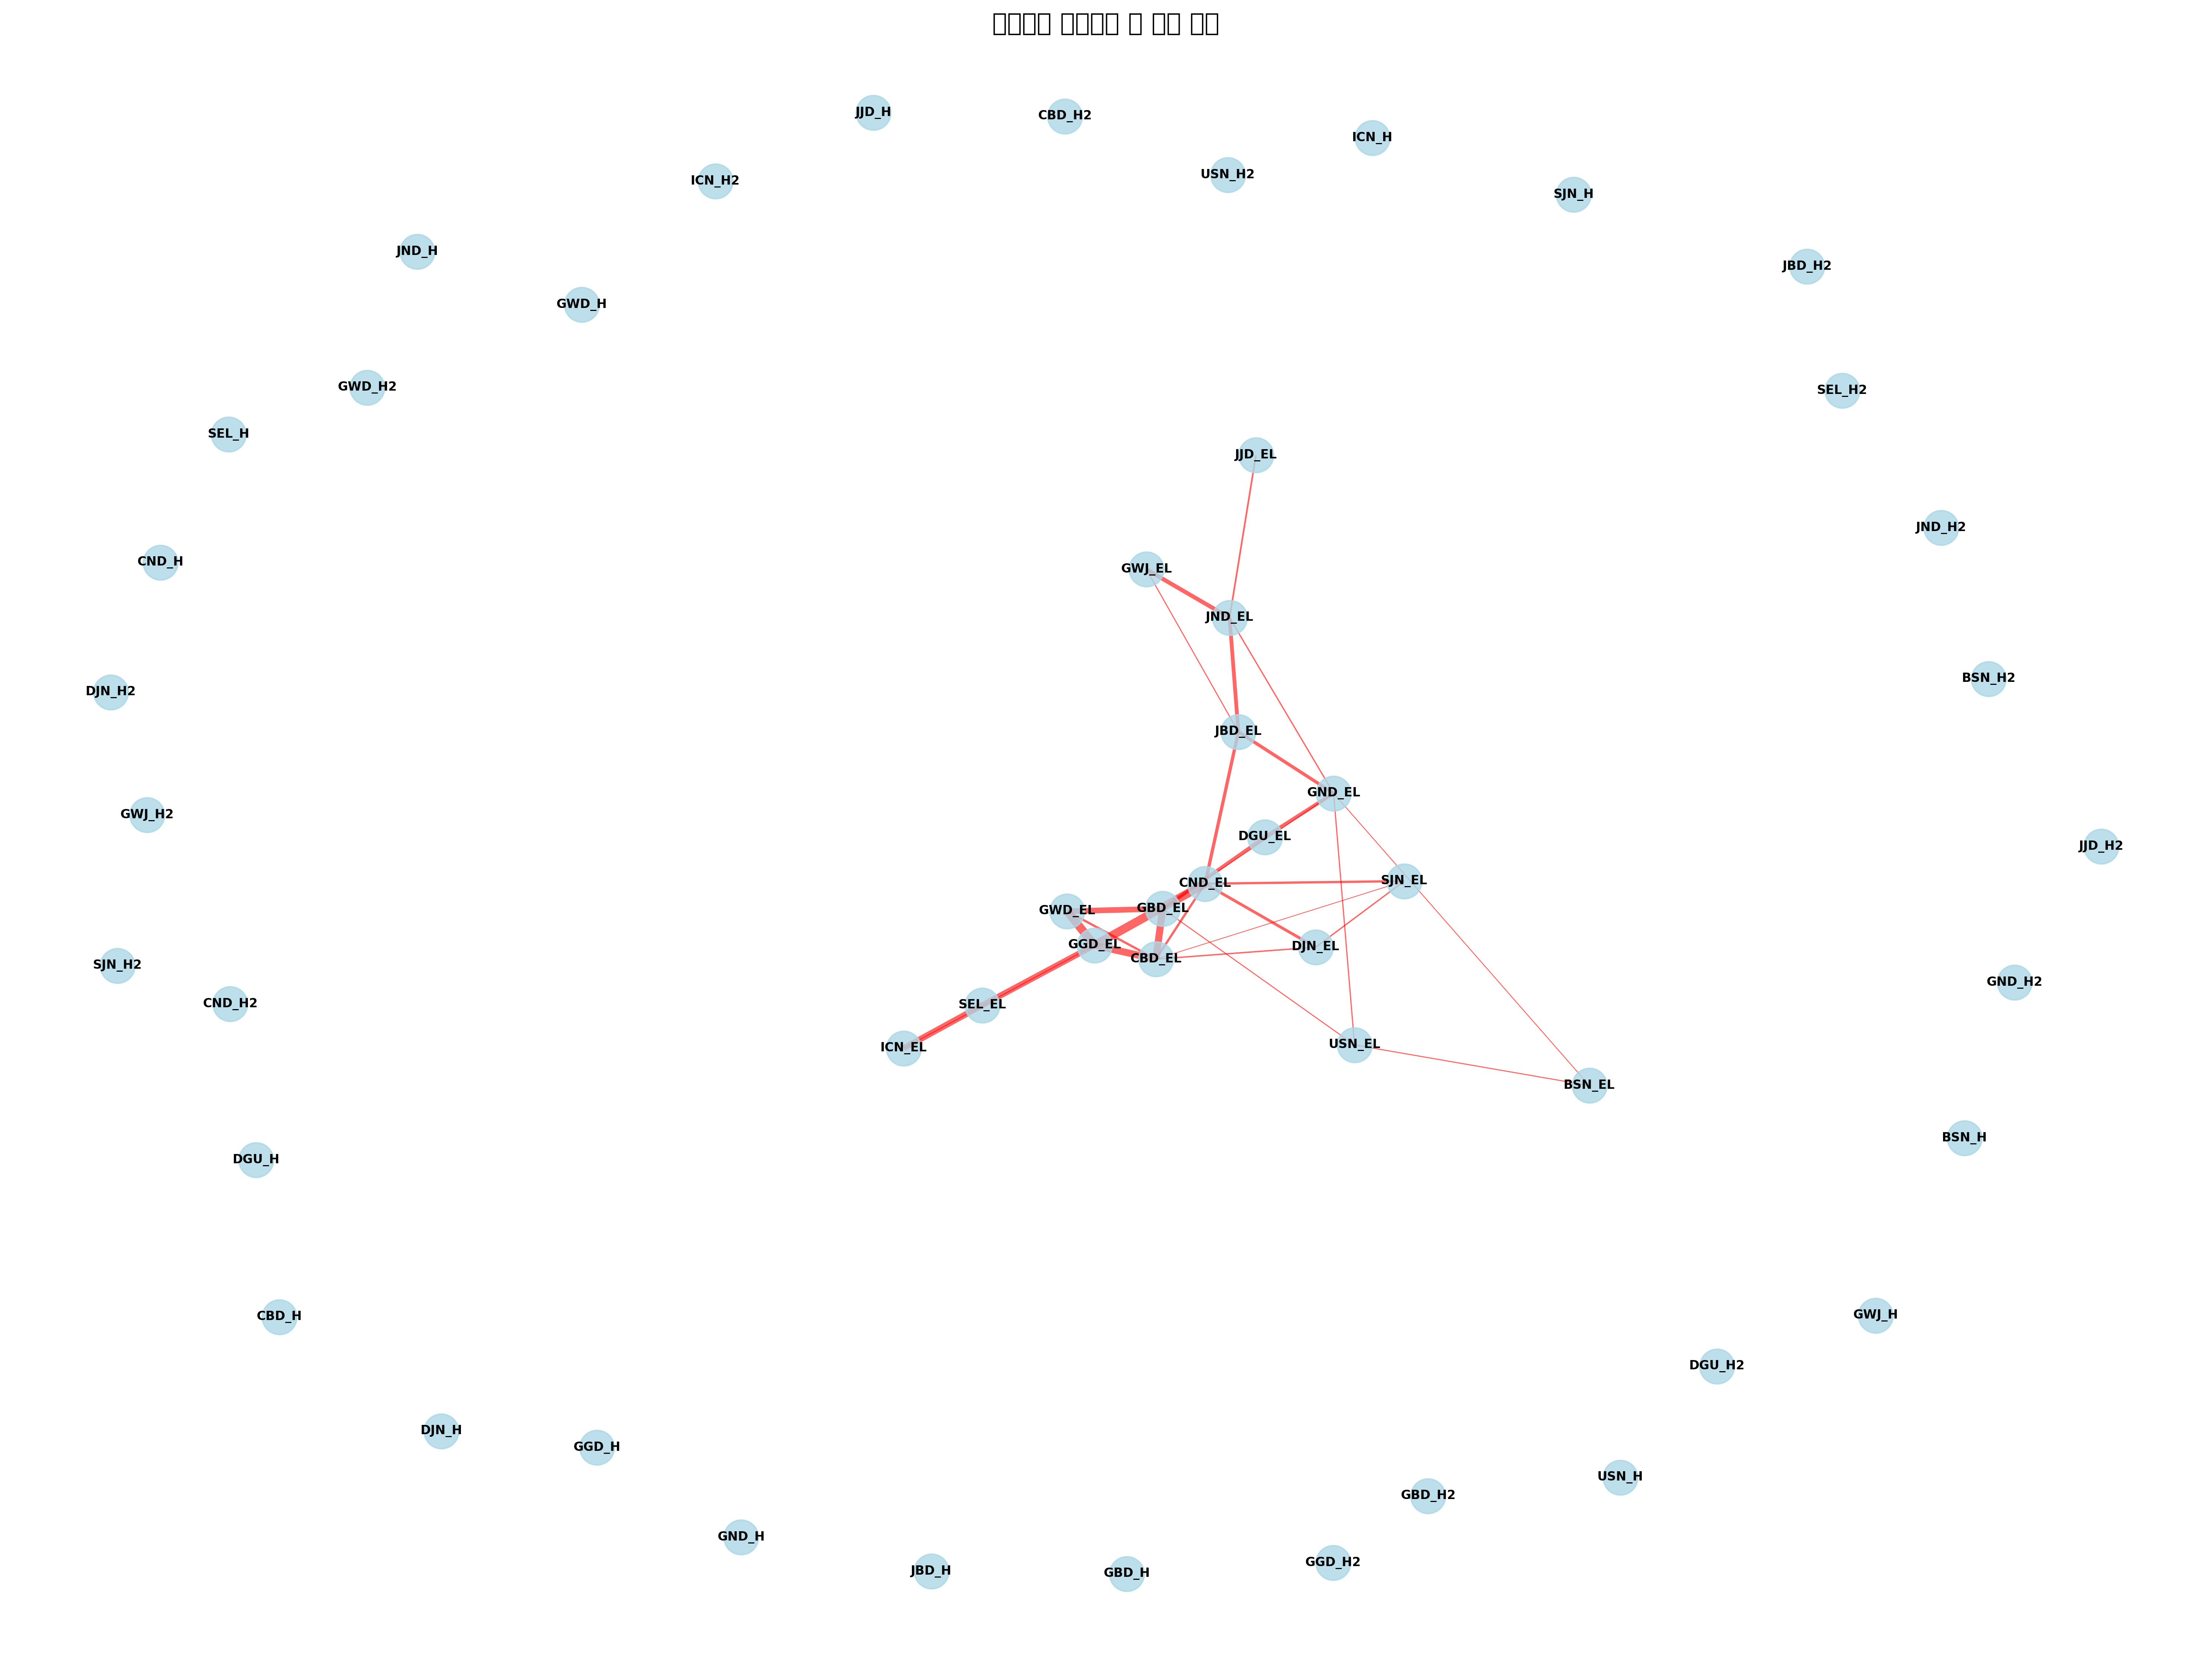 JJD_H
CBD_H2
ICN_H
USN_H2
ICN_H2
SJN_H
JND_H
JBD_H2
GWD_H
GWD_H2
SEL_H2
SEL_H
JJD_EL
JND_H2
CND_H
GWJ_EL
JND_EL
BSN_H2
DJN_H2
JBD_EL
GND_EL
GWJ_H2
DGU_EL
JJD_H2
CND_EL
SJN_EL
GBD_EL
GWD_EL
GGD_EL
DJN_EL
CBD_EL
SJN_H2
GND_H2
CND_H2
SEL_EL
USN_EL
ICN_EL
BSN_EL
BSN_H
DGU_H
GWJ_H
CBD_H
DGU_H2
DJN_H
GGD_H
USN_H
GBD_H2
GND_H
GGD_H2
JBD_H
GBD_H